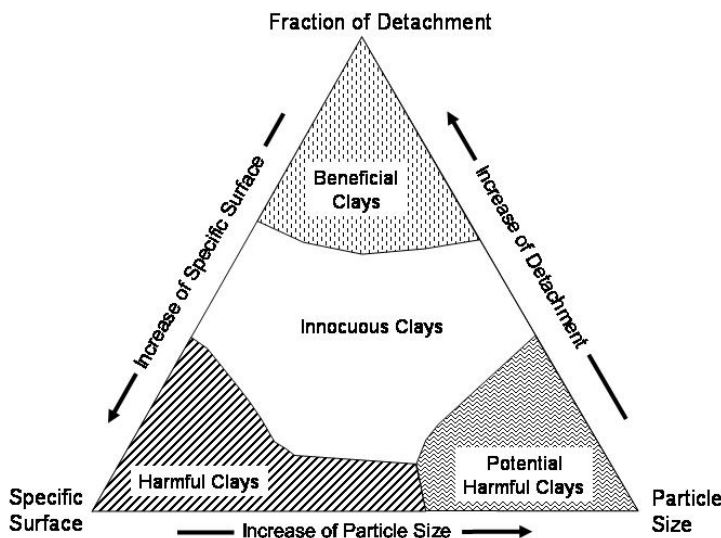 Fraction of Detachment
Increase of Specific Surface
Increase of Detachment
Beneficial
Clays
Innocuous Clays
Harmful Clays
Potential
Harmful Clays
Specific
Surface
Particle
Size
Increase of Particle Size